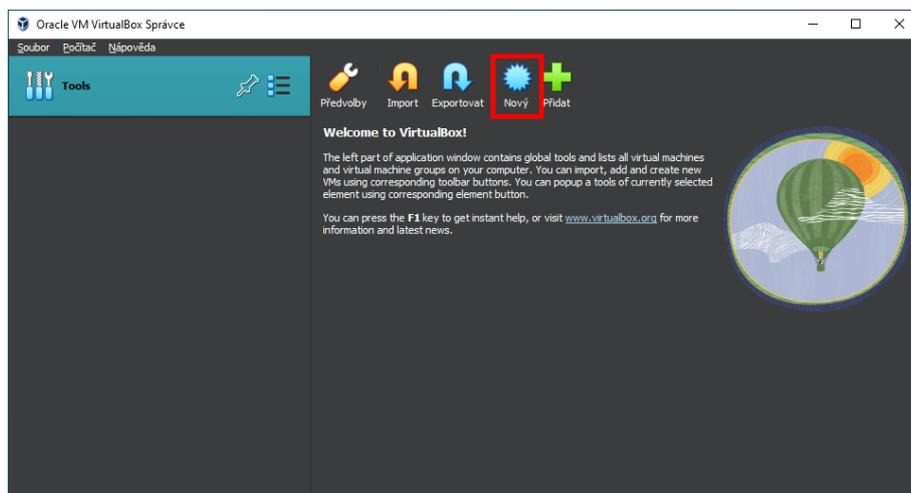 Oracle VM VirtualBox Správce
Soubor Počítač Nápověda
Tools
Předvolby Import Exportovat Nový Přidat
Welcome to VirtualBox!
The left part of application window contains global tools and lists all virtual machines
and virtual machine groups on your computer. You can import, add and create new
VMs using corresponding toolbar buttons. You can popup a tools of currently selected
element using corresponding element button.
You can press the F1 key to get instant help, or visit www.virtualbox.org for more
information and latest news.